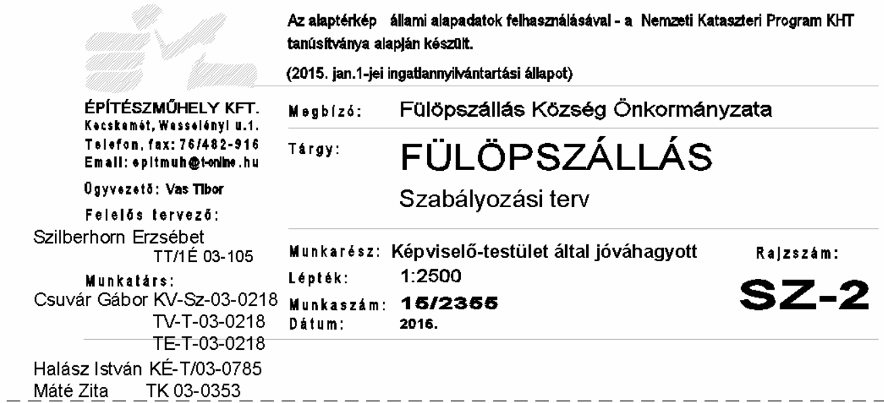 Az alaptérkép állami alapadatok felhasználásával - a Nemzeti Kataszteri Program KHT
tanúsítványa alapján készült.
(2015. jan.1-jei ingatlannyilvántartási állapot)
ÉPÍTÉSZMŰHELY KFT.
Kecskemét, Wesselényi u.1.
Telefon, fax: 76/482-916
Email: epitmuh@t-online.hu
Ügyvezető: Vas Tibor
Felelős tervező:
Szilberhorn Erzsébet
TT/1É 03-105
Munkatárs:
Csuvár Gábor KV-Sz-03-0218
TV-T-03-0218
TE-T-03-0218
Halász István KÉ-T/03-0785
Máté Zita TK 03-0353
Megbízó: Fülöpszállás Község Önkormányzata
Tárgy: FÜLÖPSZÁLLÁS
Szabályozási terv
Munkarész: Képviselő-testület által jóváhagyott
Lépték: 1:2500
Munkaszám: 15/2355
Dátum: 2016.
Rajzszám:
SZ-2